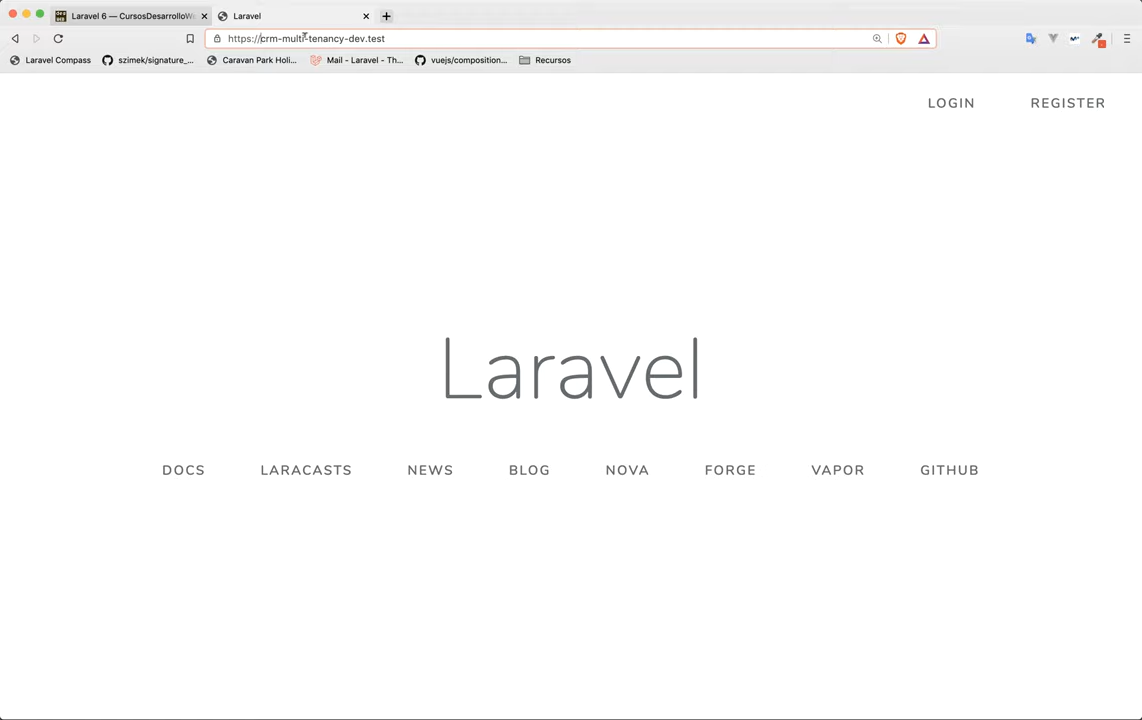 Laravel 6 — CursosDesarrolloW
Laravel
https://crm-multi-tenancy-dev.test
Laravel Compass
szimek/signature_...
Caravan Park Holi...
Mail - Laravel - Th...
vuejs/composition...
Recursos
LOGIN
REGISTER
Laravel
DOCS
LARACASTS
NEWS
BLOG
NOVA
FORGE
VAPOR
GITHUB